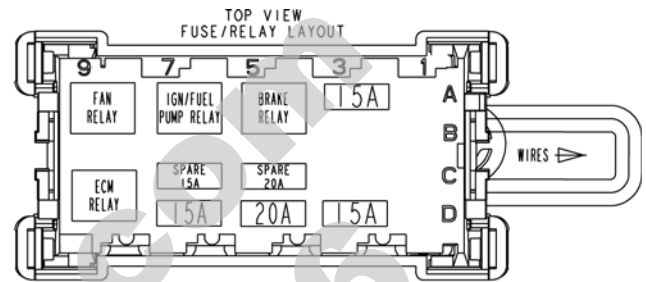 TOP VIEW
FUSE/RELAY LAYOUT
9 7 5 3 1
FAN
RELAY
IGN/FUEL
PUMP RELAY
BRAKE
RELAY
15A
A
B
C
D
WIRES
ECM
RELAY
SPARE
15A
SPARE
20A
15A
20A
15A
com